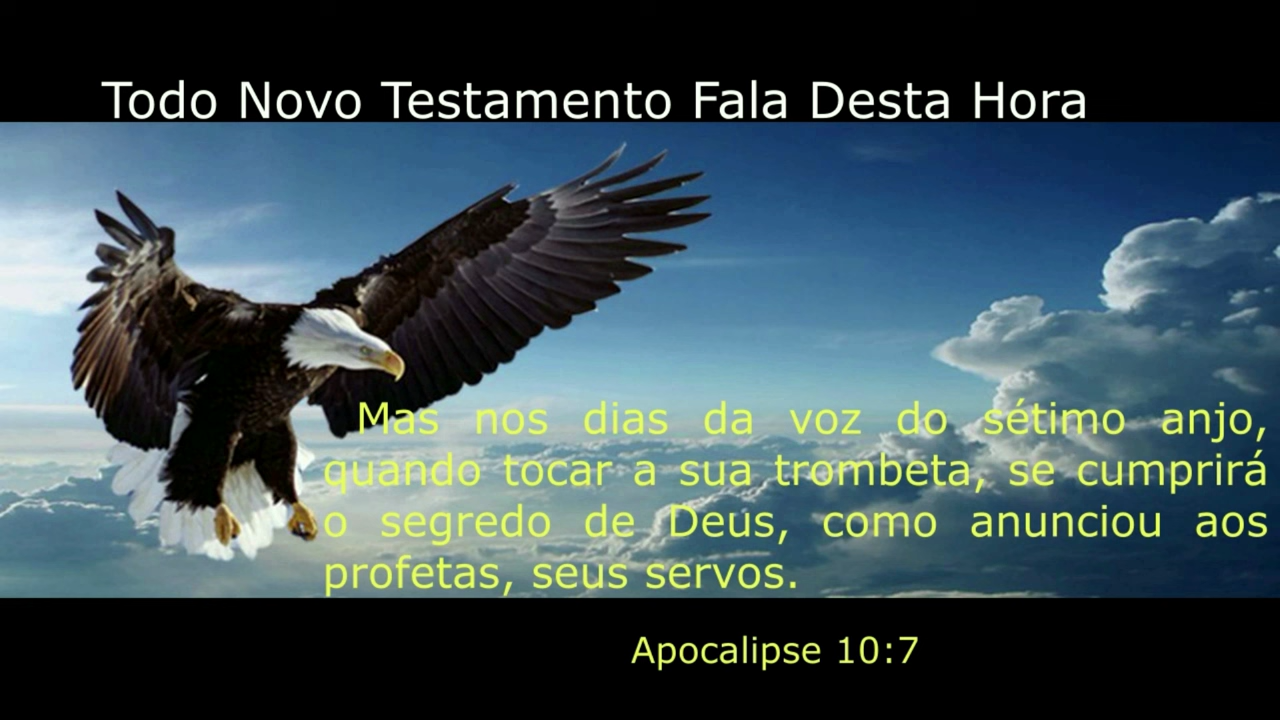 Todo Novo Testamento Fala Desta Hora
Mas nos dias da voz do sétimo anjo,
quando tocar a sua trombeta, se cumprirá
o segredo de Deus, como anunciou aos
profetas, seus servos.
Apocalipse 10:7